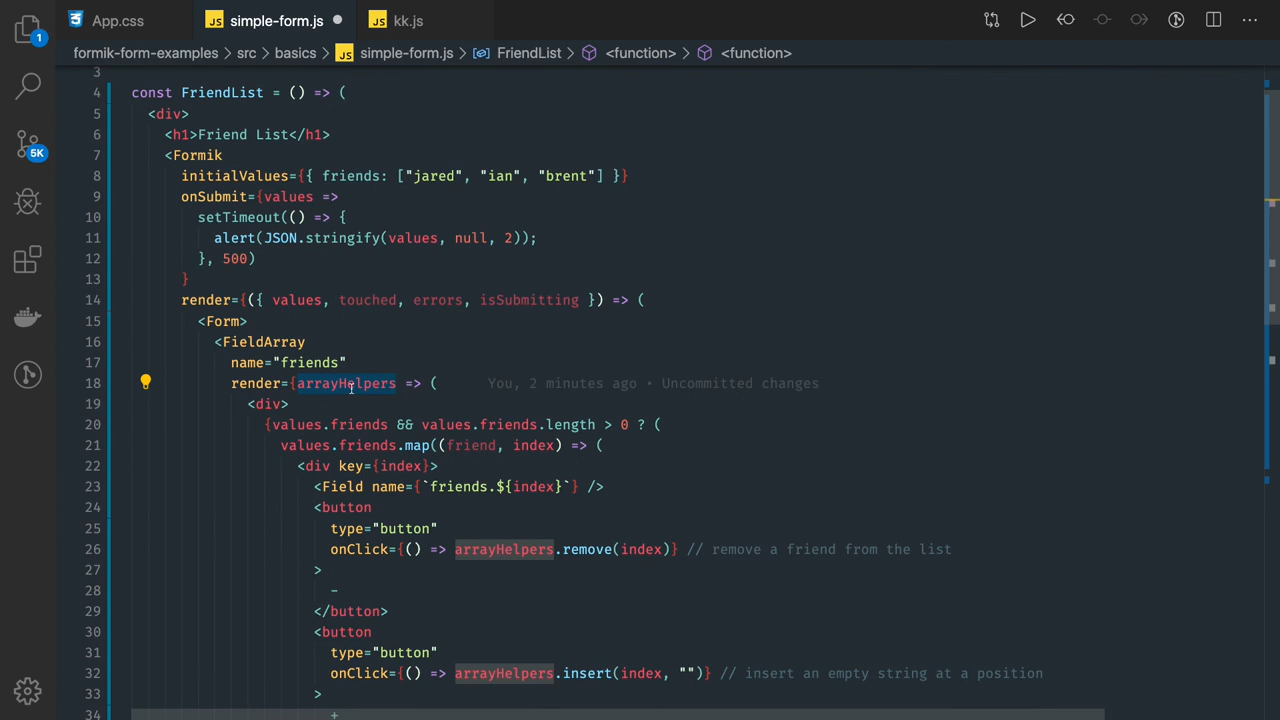 App.css
JS simple-form.js
JS kk.js
formik-form-examples > src > basics > JS simple-form.js > FriendList > <function> > <function>
1
5K
3
4 const FriendList = () => (
5 <div>
6 <h1>Friend List</h1>
7 <Formik
8 initialValues={{ friends: ["jared", "ian", "brent"] }}
9 onSubmit={values =>
10 setTimeout(() => {
11 alert(JSON.stringify(values, null, 2));
12 }, 500)
13 }
14 render={({ values, touched, errors, isSubmitting }) => (
15 <Form>
16 <FieldArray
17 name="friends"
18 render={arrayHelpers => ( You, 2 minutes ago • Uncommitted changes
19 <div>
20 {values.friends && values.friends.length > 0 ? (
21 values.friends.map((friend, index) => (
22 <div key={index}>
23 <Field name={`friends.${index}`} />
24 <button
25 type="button"
26 onClick={() => arrayHelpers.remove(index)} // remove a friend from the list
27 >
28 -
29 </button>
30 <button
31 type="button"
32 onClick={() => arrayHelpers.insert(index, "")} // insert an empty string at a position
33 >
34 +